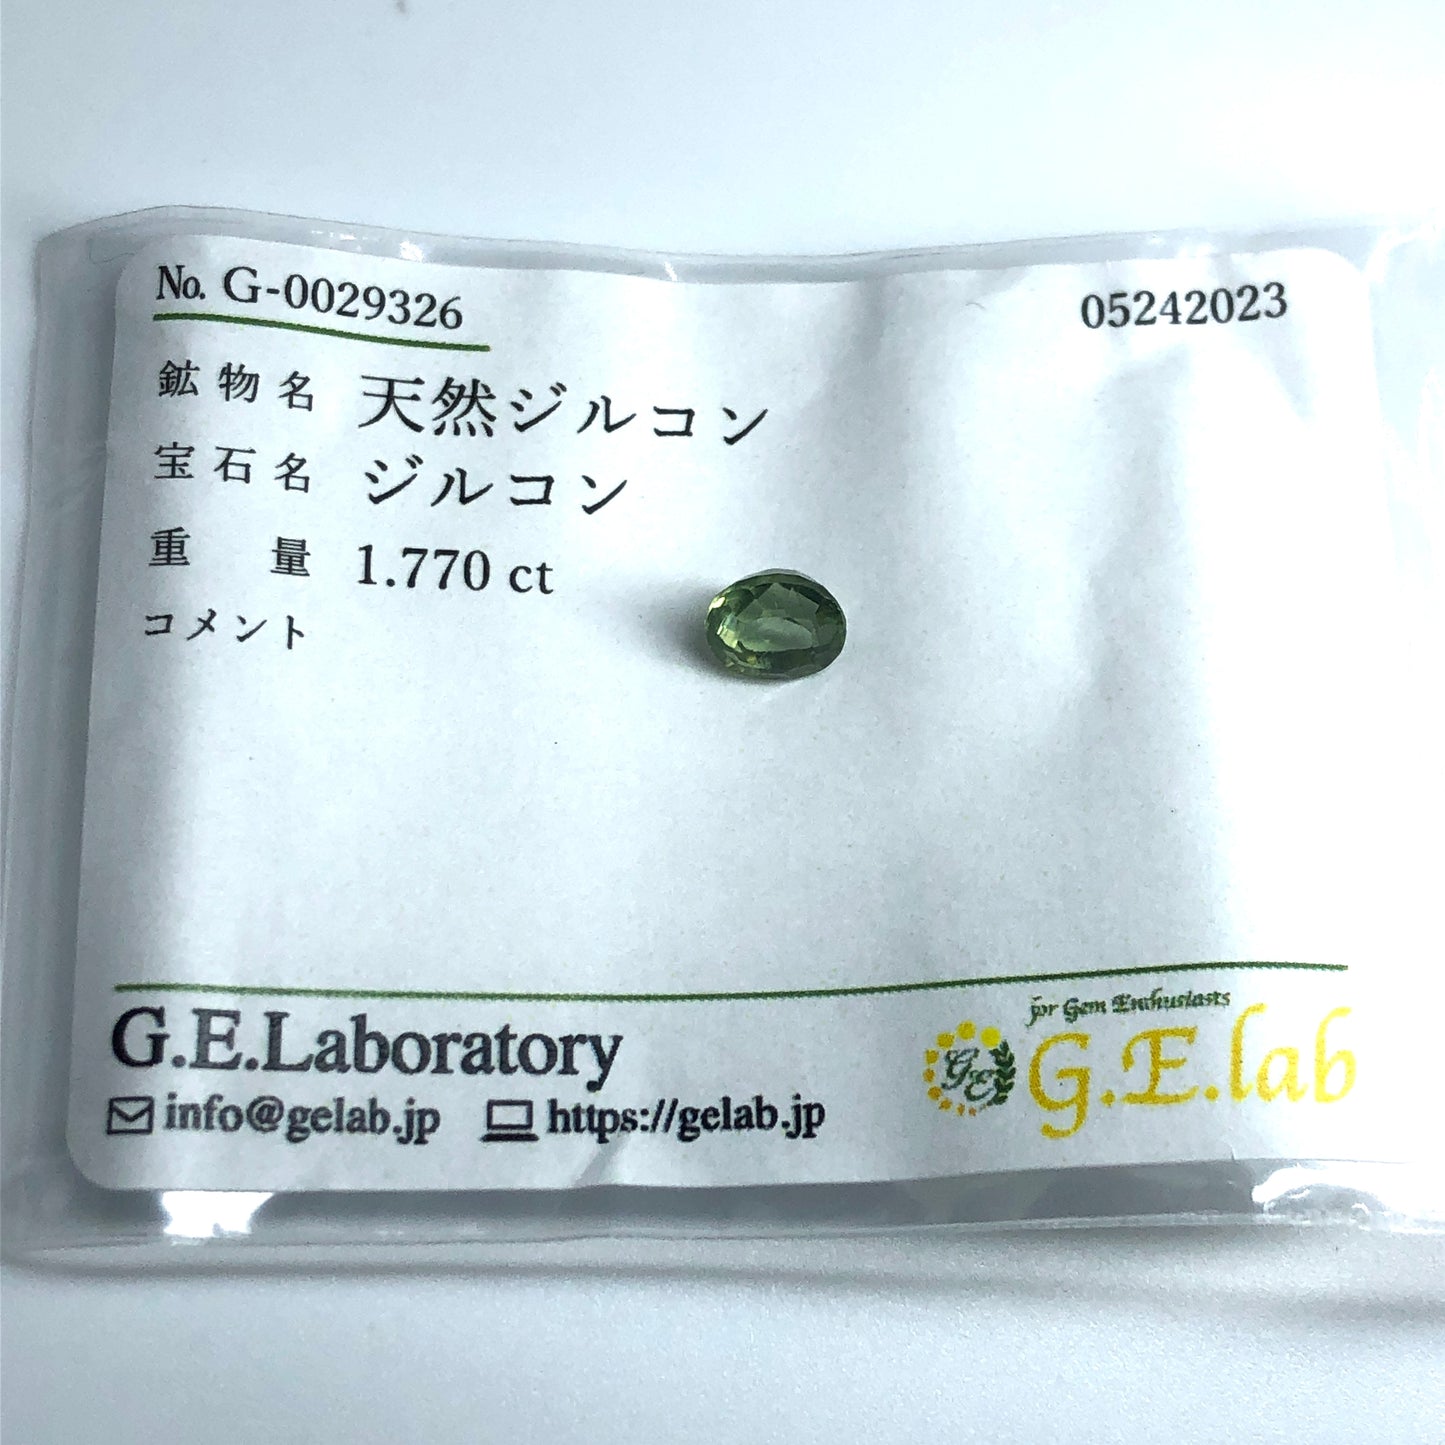 No. G-0029326
05242023
鉱物名 天然ジルコン
宝石名 ジルコン
重量 1.770 ct
コメント
for Gem Enthusiasts
G.E.Laboratory
GE G.E.lab
info@gelab.jp https://gelab.jp